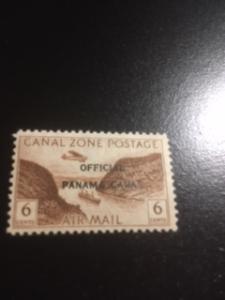 CANAL ZONE POSTAGE
OFFICIAL
PANAMA CANAL
6 6
CENTS AIR MAIL CENTS